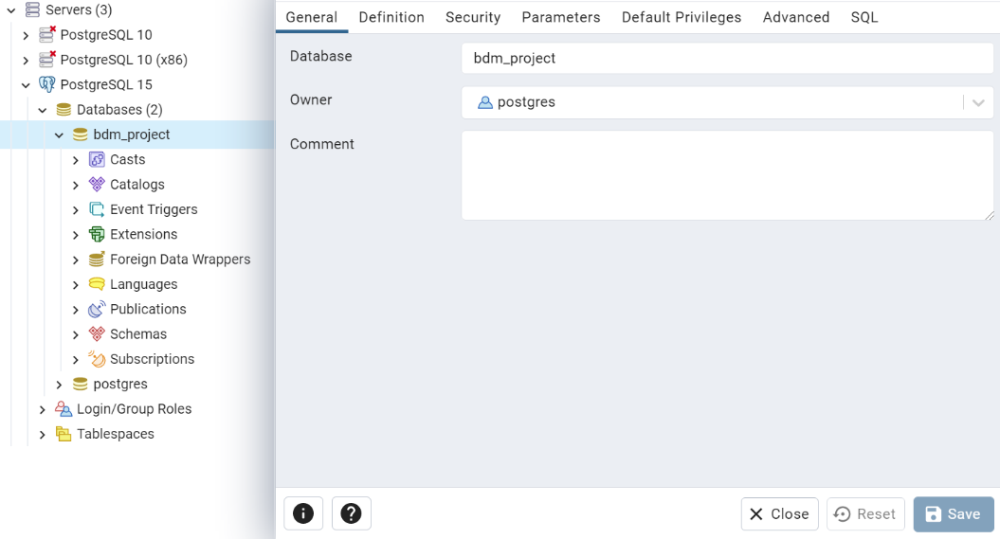 Servers (3)
PostgreSQL 10
PostgreSQL 10 (x86)
PostgreSQL 15
Databases (2)
bdm_project
Casts
Catalogs
Event Triggers
Extensions
Foreign Data Wrappers
Languages
Publications
Schemas
Subscriptions
postgres
Login/Group Roles
Tablespaces
General Definition Security Parameters Default Privileges Advanced SQL
Database bdm_project
Owner postgres
Comment
Close Reset Save